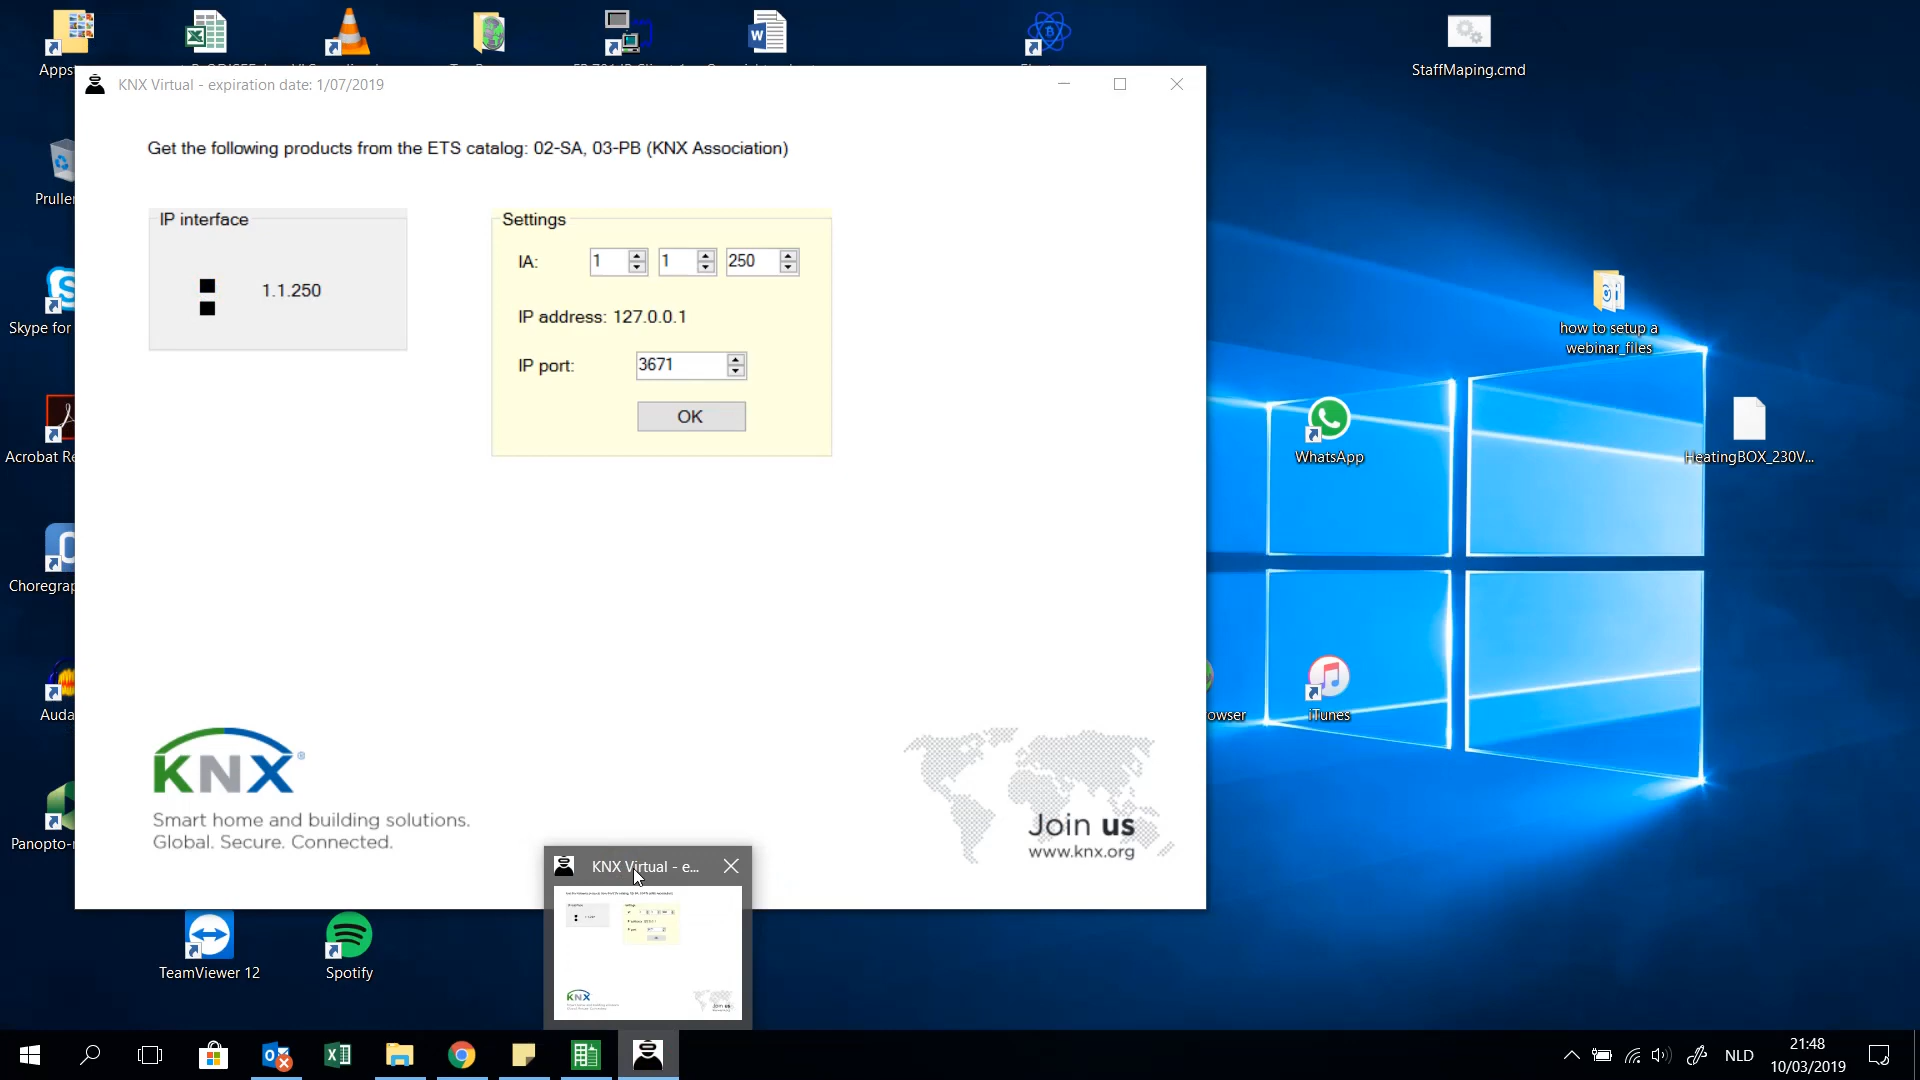 Apps
StaffMaping.cmd
KNX Virtual - expiration date: 1/07/2019
Get the following products from the ETS catalog: 02-SA, 03-PB (KNX Association)
Pruller
IP interface
1.1.250
Settings
IA:
1
1
250
IP address: 127.0.0.1
IP port:
3671
OK
Skype for
how to setup a
webinar_files
WhatsApp
HeatingBOX_230V...
Acrobat Re
Choregrap
Auda
owser
iTunes
KNX®
Smart home and building solutions.
Global. Secure. Connected.
Join us
www.knx.org
Panopto-
KNX Virtual - e...
TeamViewer 12
Spotify
NLD
21:48
10/03/2019